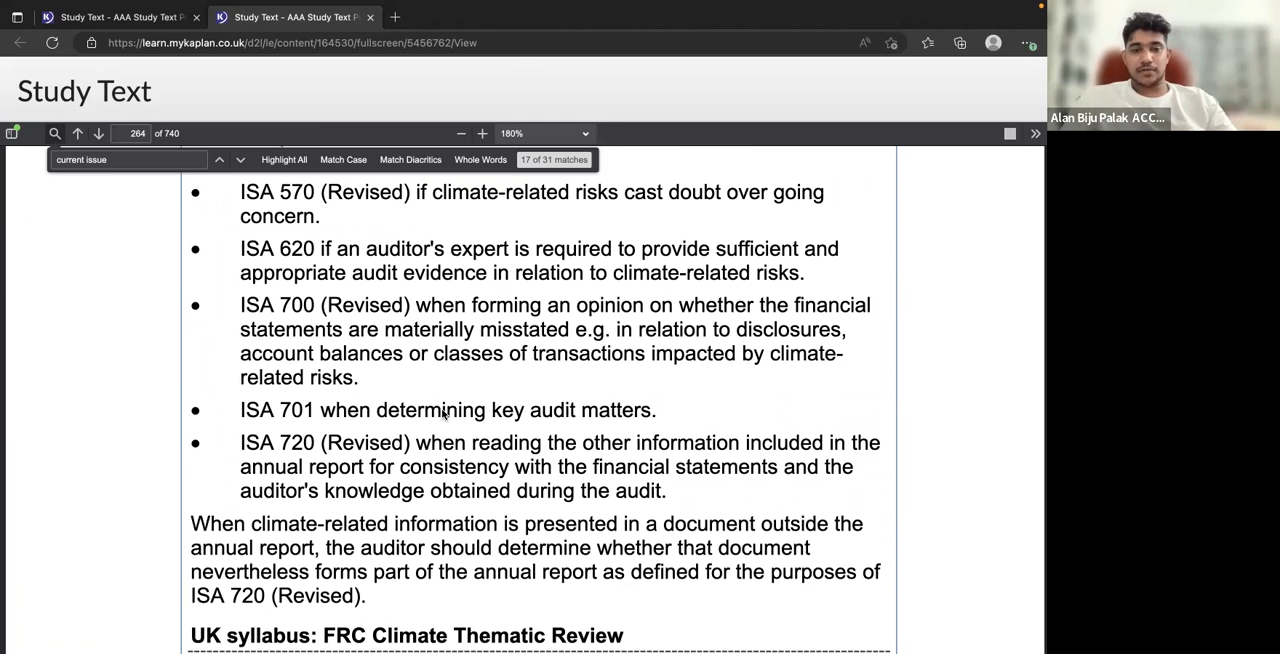 Study Text - AAA Study Text P
Study Text - AAA Study Text P
https://learn.mykaplan.co.uk/d2l/le/content/164530/fullscreen/5456762/View
Study Text
264 of 740
180%
current issue
Highlight All
Match Case
Match Diacritics
Whole Words
17 of 31 matches
• ISA 570 (Revised) if climate-related risks cast doubt over going
concern.
• ISA 620 if an auditor's expert is required to provide sufficient and
appropriate audit evidence in relation to climate-related risks.
• ISA 700 (Revised) when forming an opinion on whether the financial
statements are materially misstated e.g. in relation to disclosures,
account balances or classes of transactions impacted by climate-
related risks.
• ISA 701 when determining key audit matters.
• ISA 720 (Revised) when reading the other information included in the
annual report for consistency with the financial statements and the
auditor's knowledge obtained during the audit.
When climate-related information is presented in a document outside the
annual report, the auditor should determine whether that document
nevertheless forms part of the annual report as defined for the purposes of
ISA 720 (Revised).
UK syllabus: FRC Climate Thematic Review
Alan Biju Palak ACC...